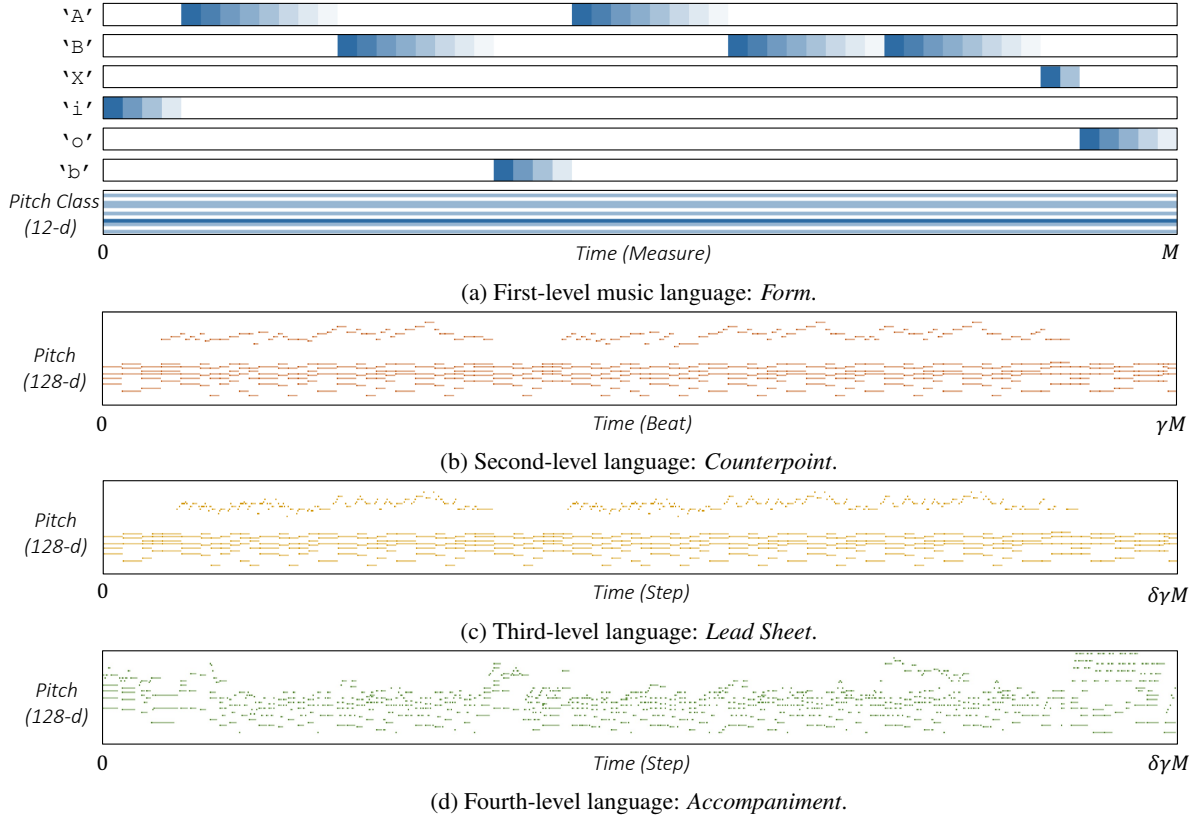 ‘A’
‘B’
‘X’
‘i’
‘o’
‘b’
Pitch Class
(12-d)
0 Time (Measure) M
(a) First-level music language: Form.
Pitch
(128-d)
0 Time (Beat) γM
(b) Second-level language: Counterpoint.
Pitch
(128-d)
0 Time (Step) δγM
(c) Third-level language: Lead Sheet.
Pitch
(128-d)
0 Time (Step) δγM
(d) Fourth-level language: Accompaniment.